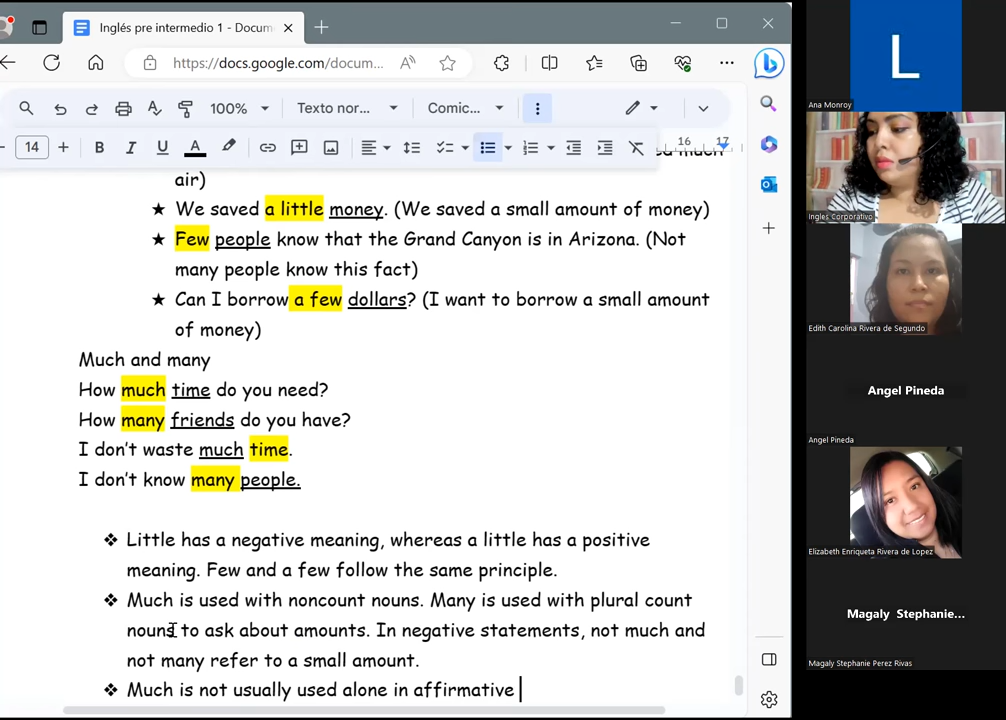 Inglés pre intermedio 1 - Docum
https://docs.google.com/docum...
100%
Texto nor...
Comic...
14
16
17
much
air)
★ We saved a little money. (We saved a small amount of money)
★ Few people know that the Grand Canyon is in Arizona. (Not
many people know this fact)
★ Can I borrow a few dollars? (I want to borrow a small amount
of money)
Much and many
How much time do you need?
How many friends do you have?
I don't waste much time.
I don't know many people.
❖ Little has a negative meaning, whereas a little has a positive
meaning. Few and a few follow the same principle.
❖ Much is used with noncount nouns. Many is used with plural count
nouns to ask about amounts. In negative statements, not much and
not many refer to a small amount.
❖ Much is not usually used alone in affirmative
L
Ana Monroy
Ingles Corporativo
Edith Carolina Rivera de Segundo
Angel Pineda
Angel Pineda
Elizabeth Enriqueta Rivera de Lopez
Magaly Stephanie...
Magaly Stephanie Perez Rivas